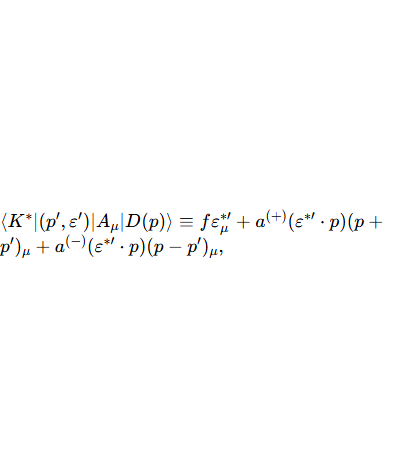 ⟨K*|(p′, ε′)|A_μ|D(p)⟩ ≡ fε*′_μ + a^(+)(ε*′ · p)(p +
p′)_μ + a^(−)(ε*′ · p)(p − p′)_μ,